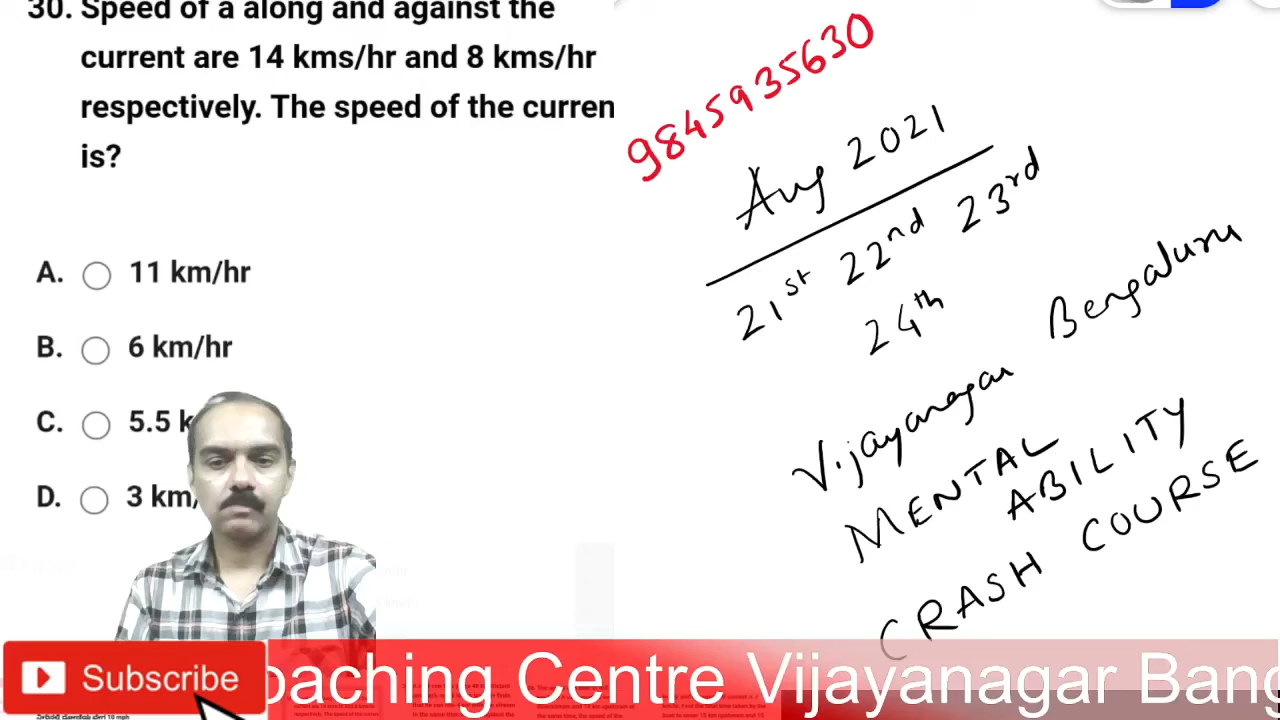 30. Speed of a along and against the
current are 14 kms/hr and 8 kms/hr
respectively. The speed of the curren
is?
A. 11 km/hr
B. 6 km/hr
C. 5.5 k
D. 3 km/
9845935630
Aug 2021
21st 22nd 23rd
24th
Vijayanagar Bengaluru
MENTAL ABILITY
CRASH COURSE
Subscribe
oaching Centre Vijayanagar Bang